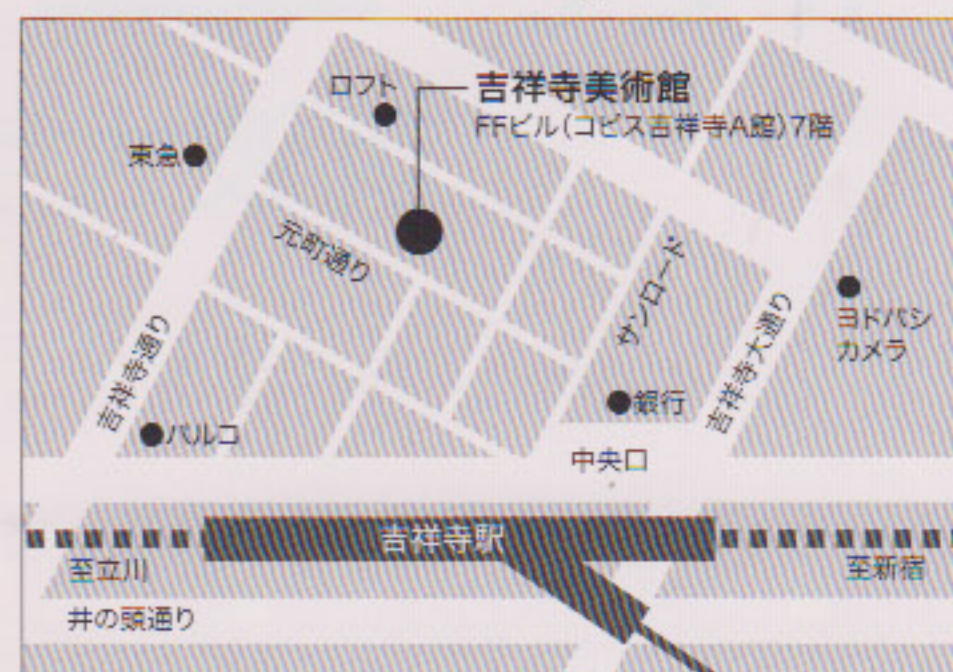 ロフト
吉祥寺美術館
FFビル(コピス吉祥寺A館)7階
東急
元町通り
サンロード
ヨドバシ
カメラ
吉祥寺通り
吉祥寺大通り
銀行
パルコ
中央口
吉祥寺駅
至立川
至新宿
井の頭通り